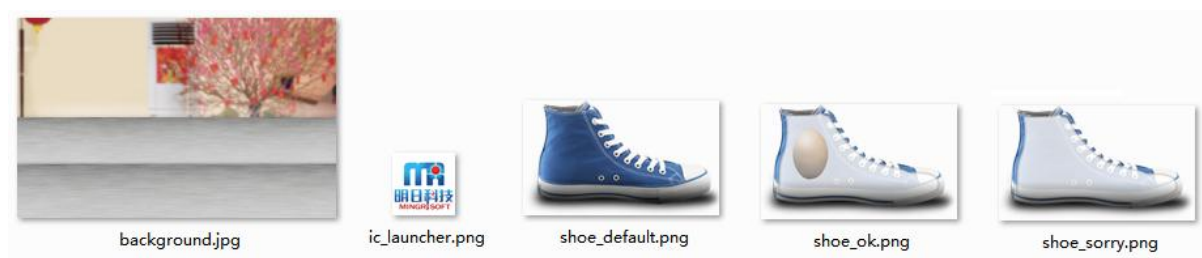 明日科技
MINGRISOFT
background.jpg
ic_launcher.png
shoe_default.png
shoe_ok.png
shoe_sorry.png